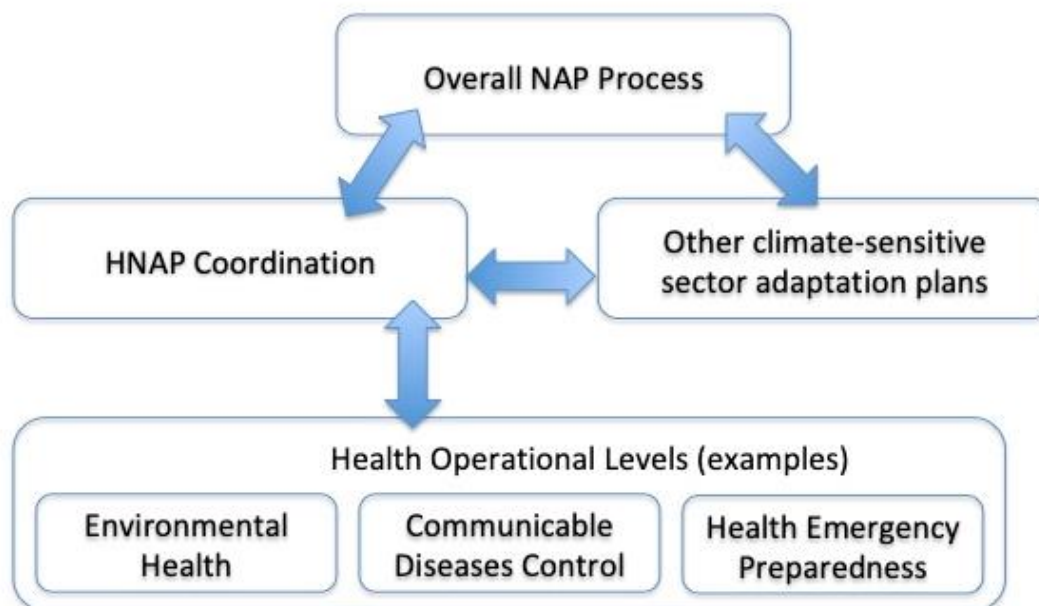 Overall NAP Process
HNAP Coordination
Other climate-sensitive
sector adaptation plans
Health Operational Levels (examples)
Environmental
Health
Communicable
Diseases Control
Health Emergency
Preparedness